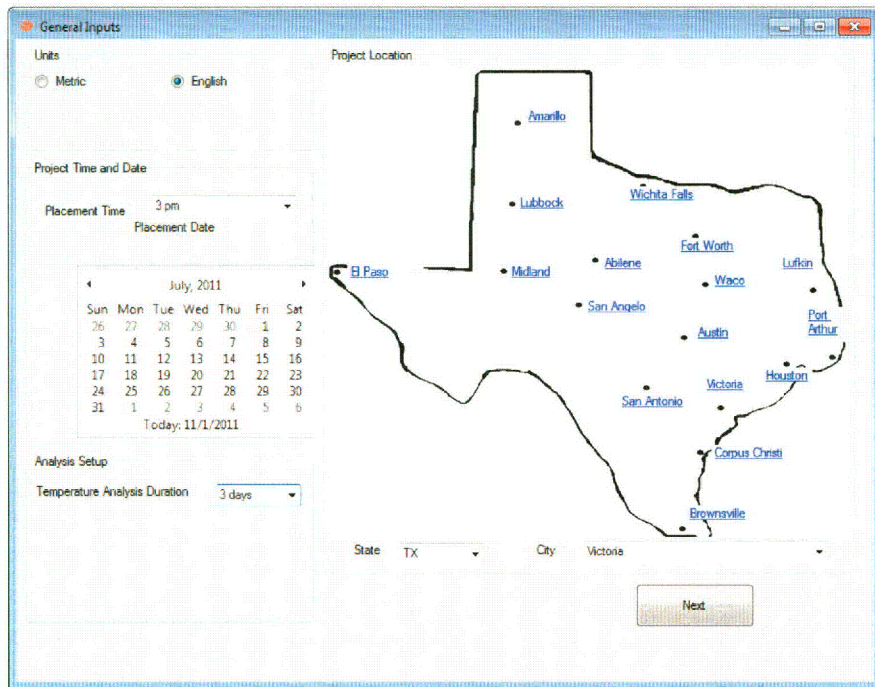 General Inputs
Units
Metric
English
Project Time and Date
Placement Time
3 pm
Placement Date
July, 2011
Sun Mon Tue Wed Thu Fri Sat
26 27 28 29 30 1 2
3 4 5 6 7 8 9
10 11 12 13 14 15 16
17 18 19 20 21 22 23
24 25 26 27 28 29 30
31 1 2 3 4 5 6
Today: 11/1/2011
Analysis Setup
Temperature Analysis Duration
3 days
Project Location
Amarillo
Lubbock
Wichita Falls
Fort Worth
El Paso
Midland
Abilene
Lufkin
Waco
San Angelo
Port
Arthur
Austin
Houston
Victoria
San Antonio
Corpus Christi
Brownsville
State
TX
City
Victoria
Next